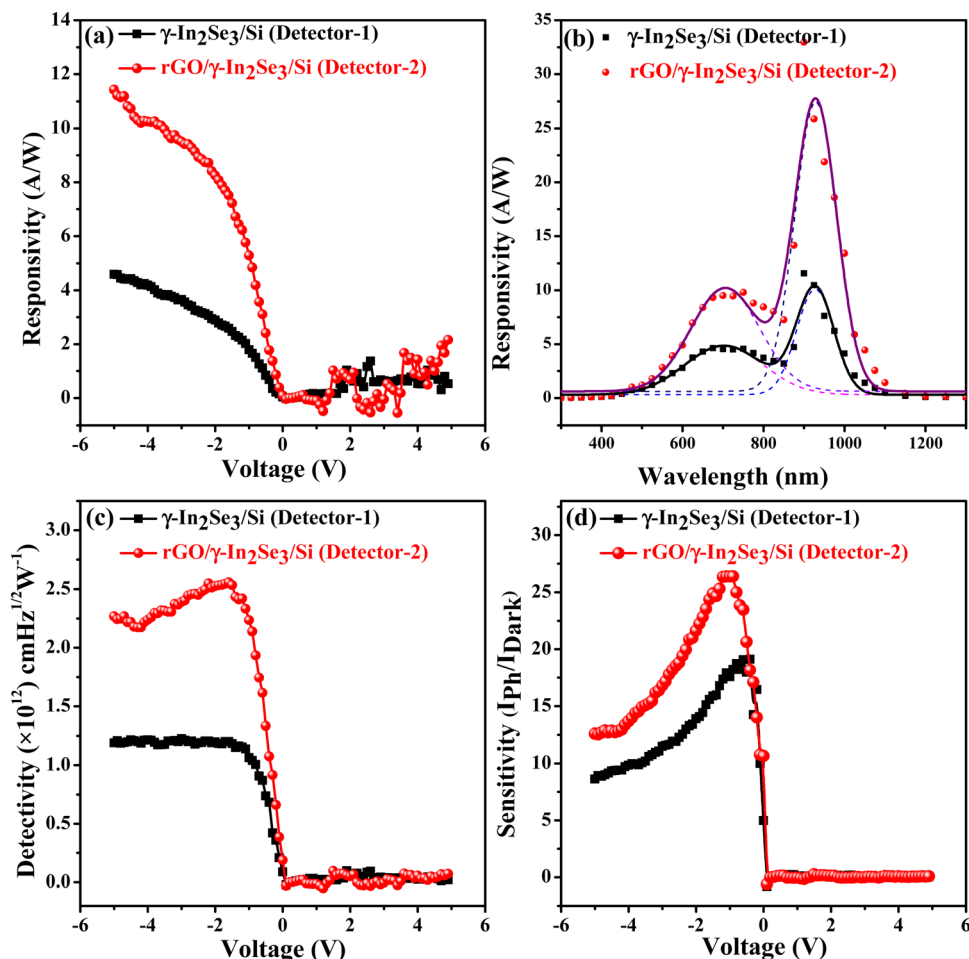 (a)
γ-In2Se3/Si (Detector-1)
rGO/γ-In2Se3/Si (Detector-2)
14
12
10
8
6
4
2
0
Responsivity (A/W)
-6 -4 -2 0 2 4 6
Voltage (V)
(b)
γ-In2Se3/Si (Detector-1)
rGO/γ-In2Se3/Si (Detector-2)
35
30
25
20
15
10
5
0
Responsivity (A/W)
400 600 800 1000 1200
Wavelength (nm)
(c)
γ-In2Se3/Si (Detector-1)
rGO/γ-In2Se3/Si (Detector-2)
3.0
2.5
2.0
1.5
1.0
0.5
0.0
Detectivity (×10^12) cmHz^1/2W^-1)
-6 -4 -2 0 2 4 6
Voltage (V)
(d)
γ-In2Se3/Si (Detector-1)
rGO/γ-In2Se3/Si (Detector-2)
30
25
20
15
10
5
0
Sensitivity (IPh/IDark)
-6 -4 -2 0 2 4 6
Voltage (V)